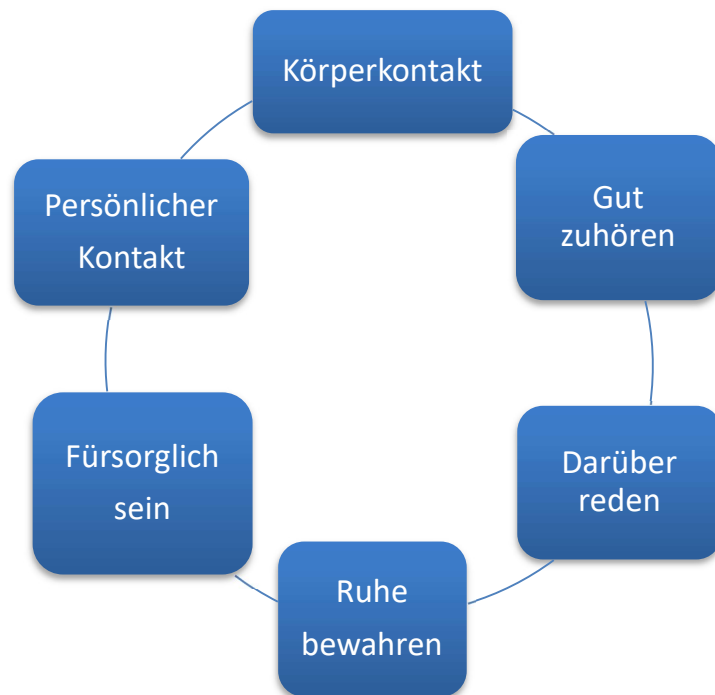 Körperkontakt
Gut
zuhören
Darüber
reden
Ruhe
bewahren
Fürsorglich
sein
Persönlicher
Kontakt